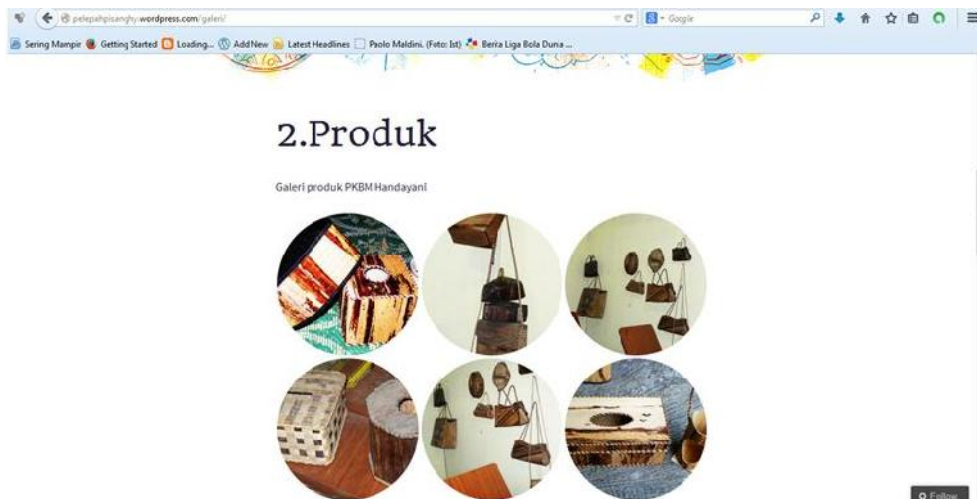 pelepahpisanghy.wordpress.com/galeri/
Google
Sering Mampir Getting Started Loading... Add New Latest Headlines Paolo Maldini. (Foto: Ist) Berita Liga Bola Duna ...
2.Produk
Galeri produk PKBM Handayani
Follow